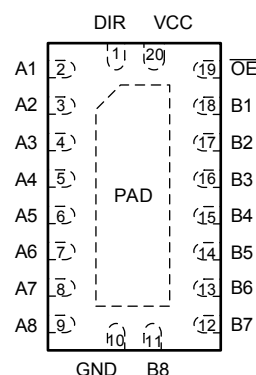 DIR VCC
1 20
A1 2 19 OE
A2 3 18 B1
A3 4 17 B2
A4 5 16 B3
PAD
A5 6 15 B4
A6 7 14 B5
A7 8 13 B6
A8 9 12 B7
10 11
GND B8